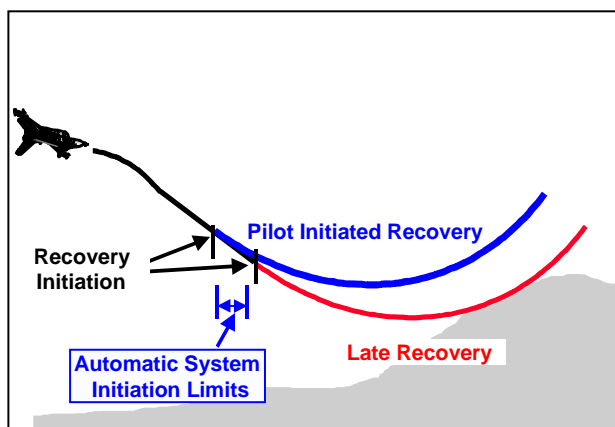 Pilot Initiated Recovery
Recovery
Initiation
Automatic System
Initiation Limits
Late Recovery